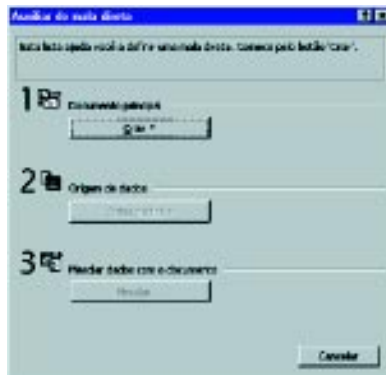 Auxiliar de mala direta
Esta lista ajuda você a definir uma mala direta. Comece pelo botão 'Criar'.
1 Documento principal
Criar
2 Origem de dados
3 Mesclar dados com o documento
Mesclar
Cancelar